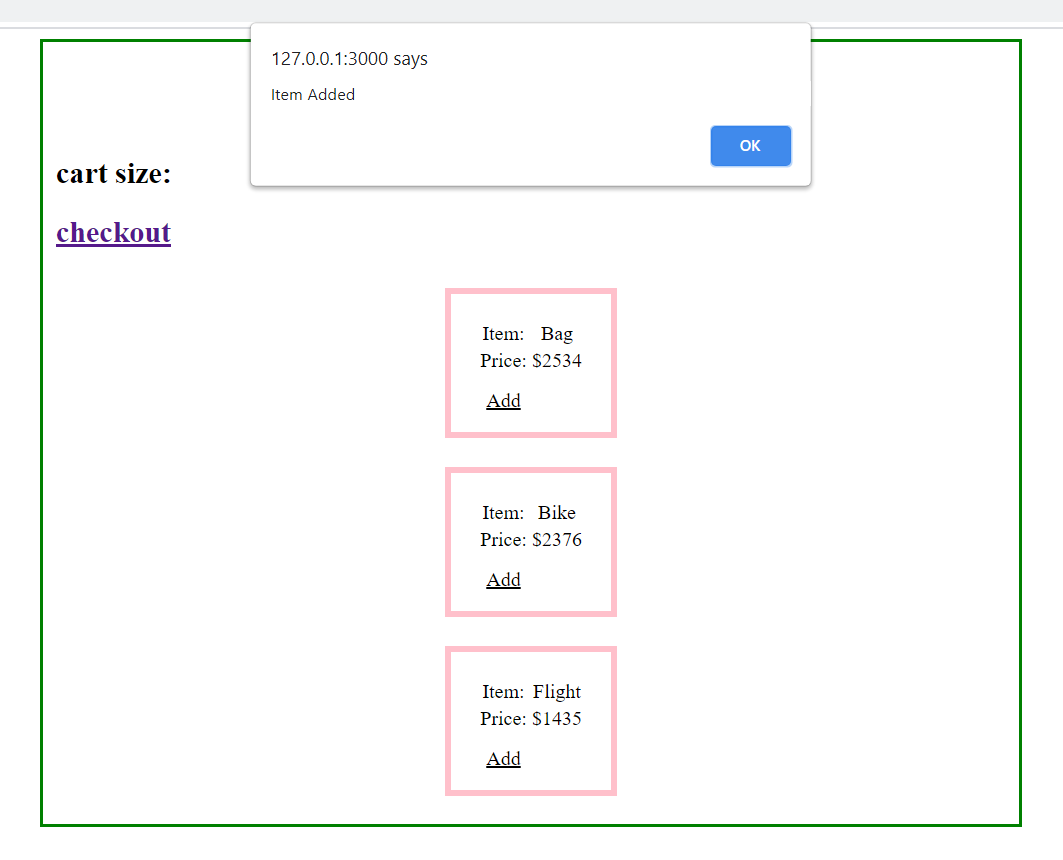 127.0.0.1:3000 says
Item Added
OK
cart size:
checkout
Item: Bag
Price: $2534
Add
Item: Bike
Price: $2376
Add
Item: Flight
Price: $1435
Add